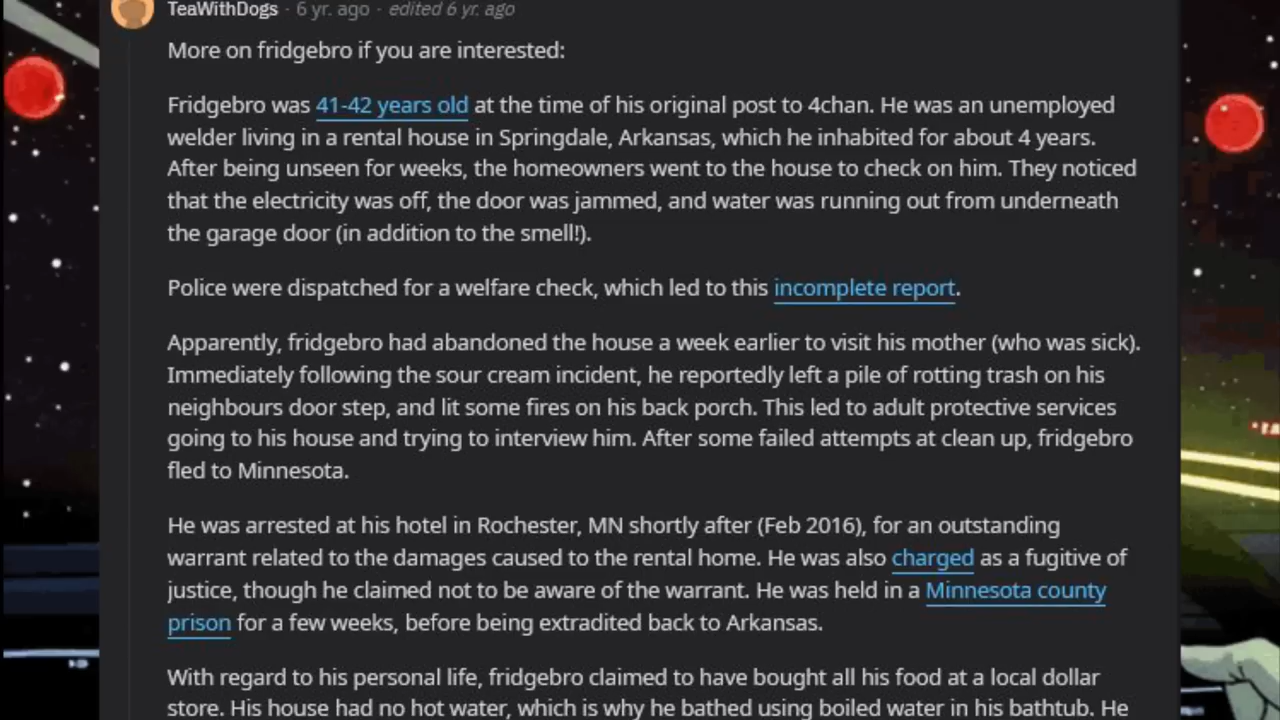 TeaWithDogs · 6 yr. ago · edited 6 yr. ago
More on fridgebro if you are interested:
Fridgebro was 41-42 years old at the time of his original post to 4chan. He was an unemployed
welder living in a rental house in Springdale, Arkansas, which he inhabited for about 4 years.
After being unseen for weeks, the homeowners went to the house to check on him. They noticed
that the electricity was off, the door was jammed, and water was running out from underneath
the garage door (in addition to the smell!).
Police were dispatched for a welfare check, which led to this incomplete report.
Apparently, fridgebro had abandoned the house a week earlier to visit his mother (who was sick).
Immediately following the sour cream incident, he reportedly left a pile of rotting trash on his
neighbours door step, and lit some fires on his back porch. This led to adult protective services
going to his house and trying to interview him. After some failed attempts at clean up, fridgebro
fled to Minnesota.
He was arrested at his hotel in Rochester, MN shortly after (Feb 2016), for an outstanding
warrant related to the damages caused to the rental home. He was also charged as a fugitive of
justice, though he claimed not to be aware of the warrant. He was held in a Minnesota county
prison for a few weeks, before being extradited back to Arkansas.
With regard to his personal life, fridgebro claimed to have bought all his food at a local dollar
store. His house had no hot water, which is why he bathed using boiled water in his bathtub. He